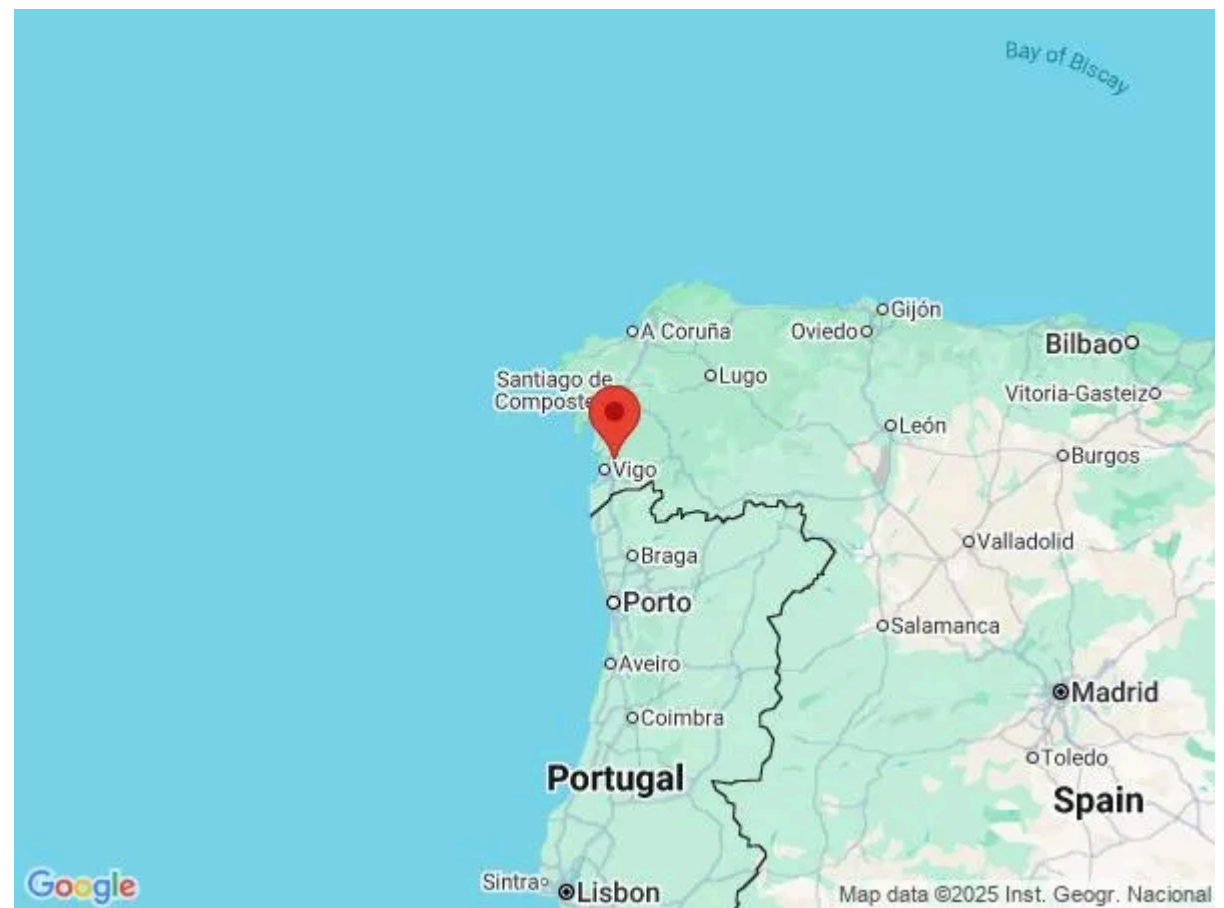 Bay of Biscay
Gijón
A Coruña
Oviedo
Bilbao
Santiago de
Lugo
Vitoria-Gasteiz
León
Burgos
Vigo
Valladolid
Braga
Porto
Salamanca
Aveiro
Madrid
Coimbra
Toledo
Portugal
Spain
Sintra
Lisbon
Google
Map data ©2025 Inst. Geogr. Nacional